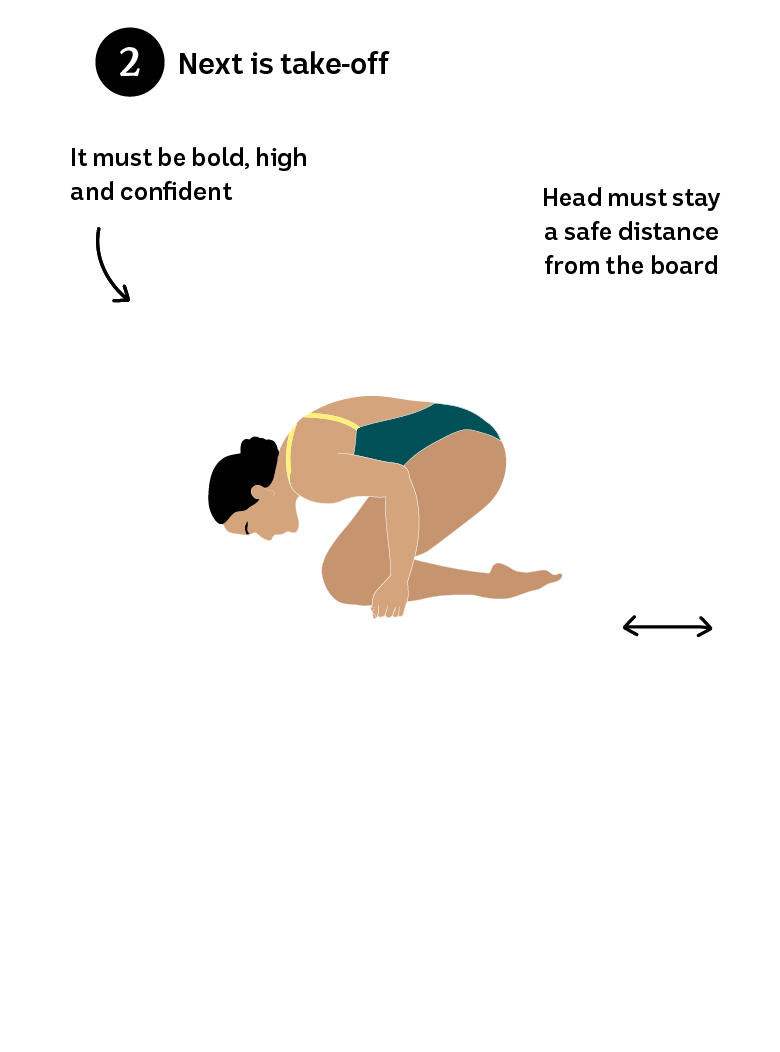 2 Next is take-off
It must be bold, high
and confident
Head must stay
a safe distance
from the board